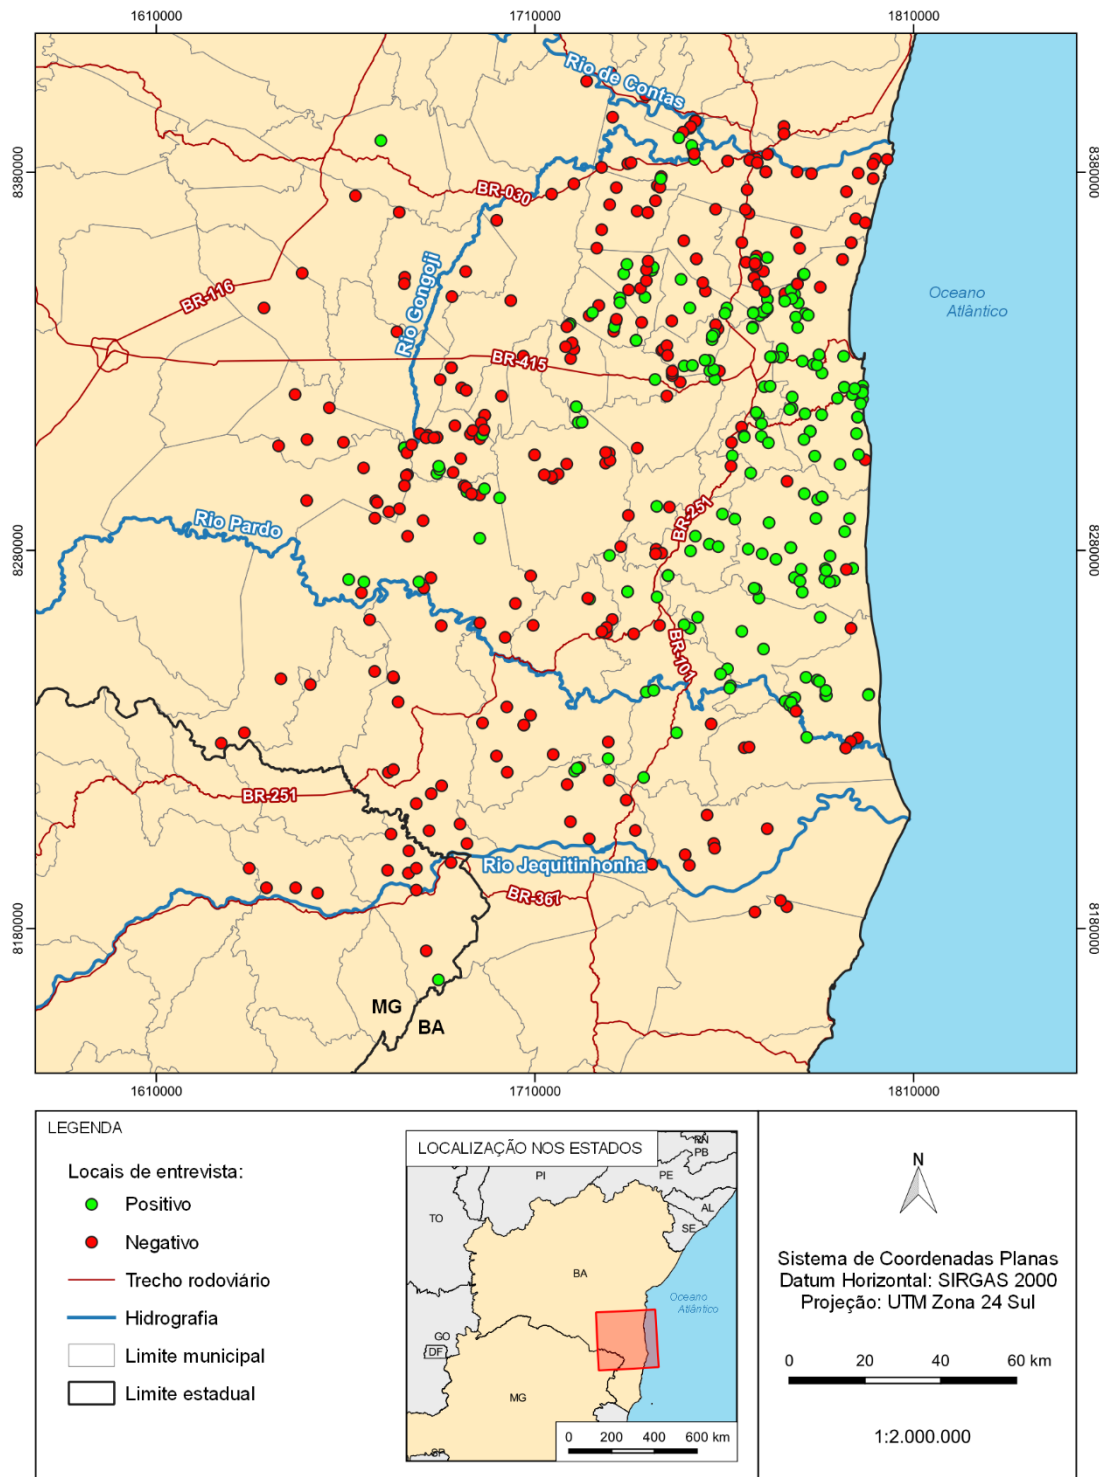 1610000
1710000
1810000
Rio de Contas
8380000
8380000
BR-030
Rio Gongoji
BR-116
Oceano
Atlântico
BR-415
BR-251
Rio Pardo
8280000
8280000
BR-101
BR-251
Rio Jequitinhonha
BR-367
8180000
8180000
MG
BA
1610000
1710000
1810000
LEGENDA
Locais de entrevista:
Positivo
Negativo
Trecho rodoviário
Hidrografia
Limite municipal
Limite estadual
LOCALIZAÇÃO NOS ESTADOS
RN
PB
PI
PE
AL
TO
SE
BA
Oceano
Atlântico
GO
DF
MG
SP
0 200 400 600 km
N
Sistema de Coordenadas Planas
Datum Horizontal: SIRGAS 2000
Projeção: UTM Zona 24 Sul
0 20 40 60 km
1:2.000.000